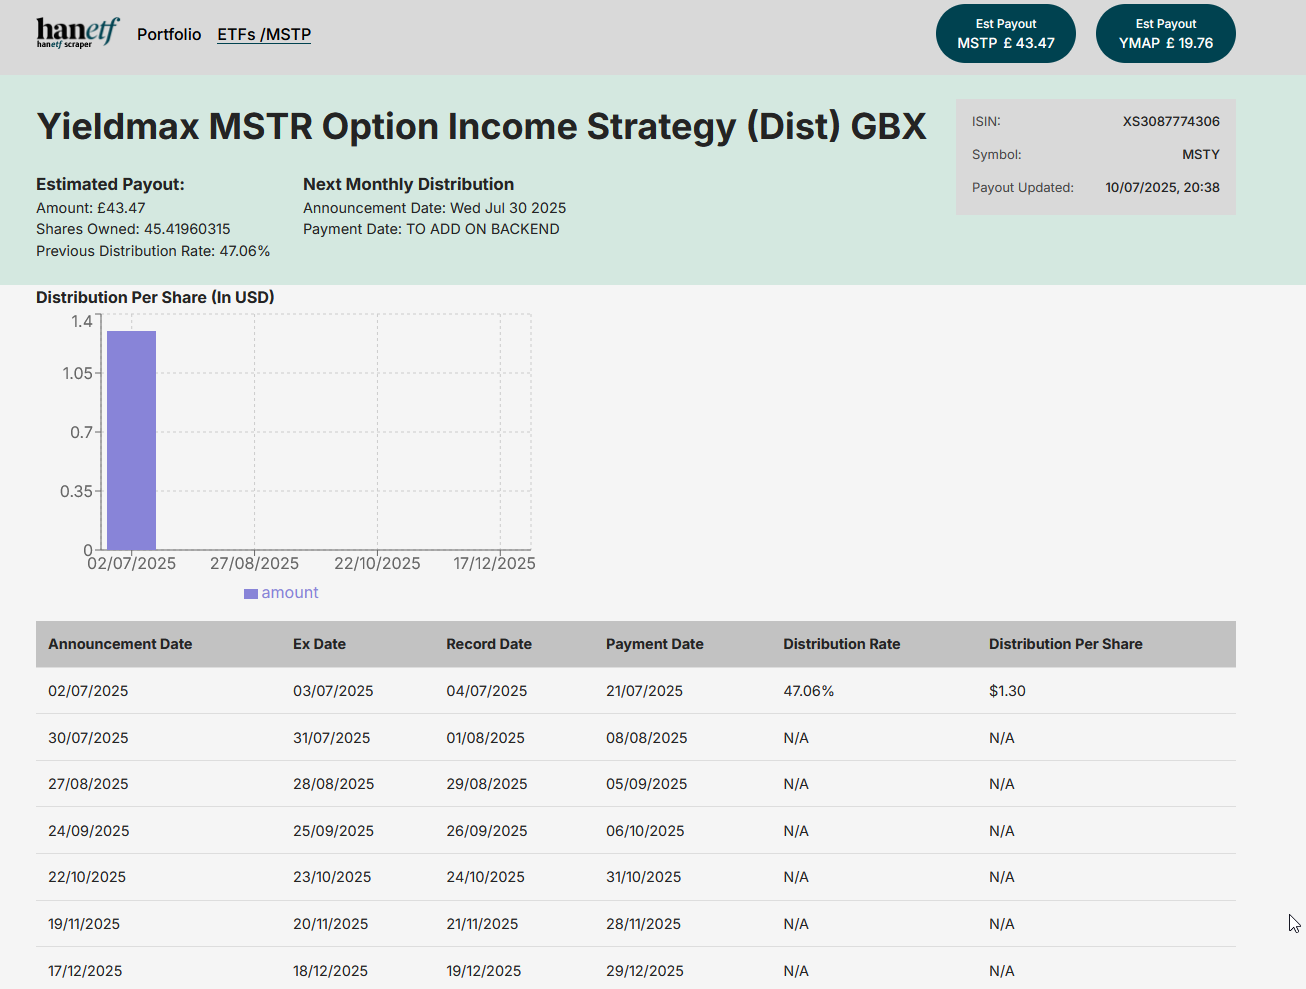 hanetf
hanetf scraper
Portfolio
ETFs /MSTP
Est Payout
MSTP £ 43.47
Est Payout
YMAP £ 19.76
Yieldmax MSTR Option Income Strategy (Dist) GBX
Estimated Payout:
Amount: £43.47
Shares Owned: 45.41960315
Previous Distribution Rate: 47.06%
Next Monthly Distribution
Announcement Date: Wed Jul 30 2025
Payment Date: TO ADD ON BACKEND
ISIN: XS3087774306
Symbol: MSTY
Payout Updated: 10/07/2025, 20:38
Distribution Per Share (In USD)
1.4
1.05
0.7
0.35
0
02/07/2025 27/08/2025 22/10/2025 17/12/2025
amount
Announcement Date Ex Date Record Date Payment Date Distribution Rate Distribution Per Share
02/07/2025 03/07/2025 04/07/2025 21/07/2025 47.06% $1.30
30/07/2025 31/07/2025 01/08/2025 08/08/2025 N/A N/A
27/08/2025 28/08/2025 29/08/2025 05/09/2025 N/A N/A
24/09/2025 25/09/2025 26/09/2025 06/10/2025 N/A N/A
22/10/2025 23/10/2025 24/10/2025 31/10/2025 N/A N/A
19/11/2025 20/11/2025 21/11/2025 28/11/2025 N/A N/A
17/12/2025 18/12/2025 19/12/2025 29/12/2025 N/A N/A